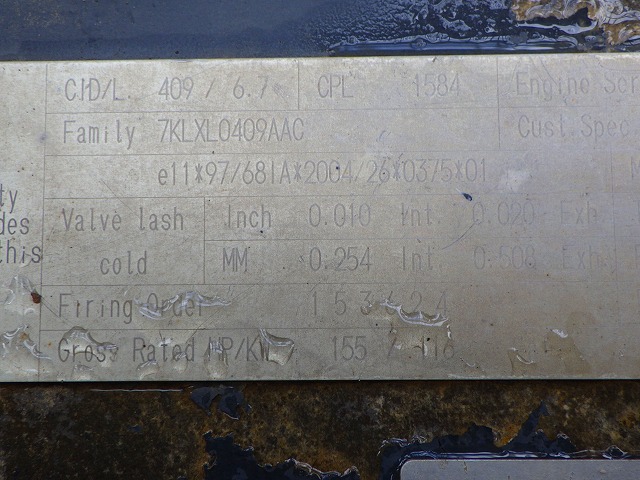 CID/L. 409 / 6.7 CPL 1584 Engine Ser
Family 7KLXL0409AAC Cust.Spec
e11*97/68IA*2004/26*0375*01
ty
des
this
Valve lash Inch 0.010 Int. 0.020 Exh
cold MM 0.254 Int. 0.508 Exh.
Firing Order 1 5 3 6 2 4
Gross Rated HP/KW / 155 / 116